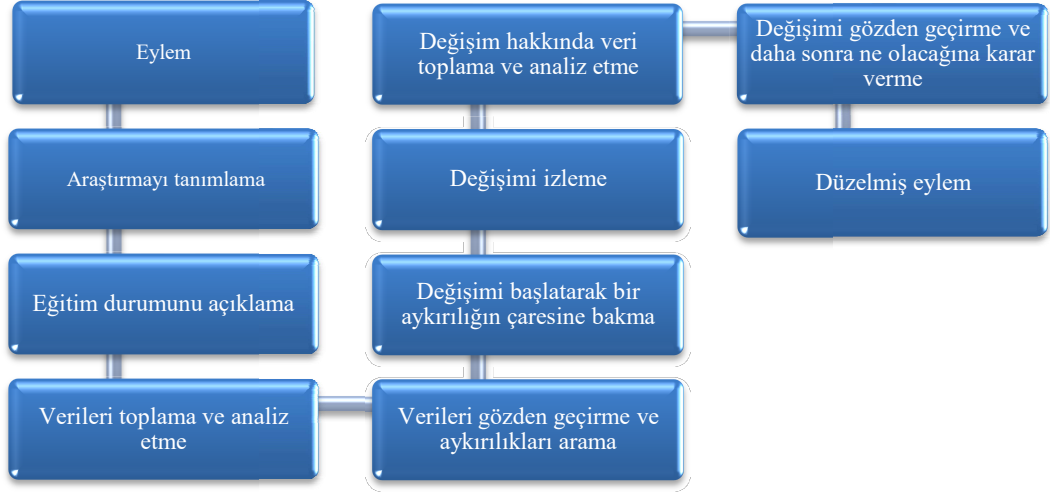 Eylem
Araştırmayı tanımlama
Eğitim durumunu açıklama
Verileri toplama ve analiz
etme
Verileri gözden geçirme ve
aykırılıkları arama
Değişimi başlatarak bir
aykırılığın çaresine bakma
Değişimi izleme
Değişim hakkında veri
toplama ve analiz etme
Değişimi gözden geçirme ve
daha sonra ne olacağına karar
verme
Düzelmiş eylem